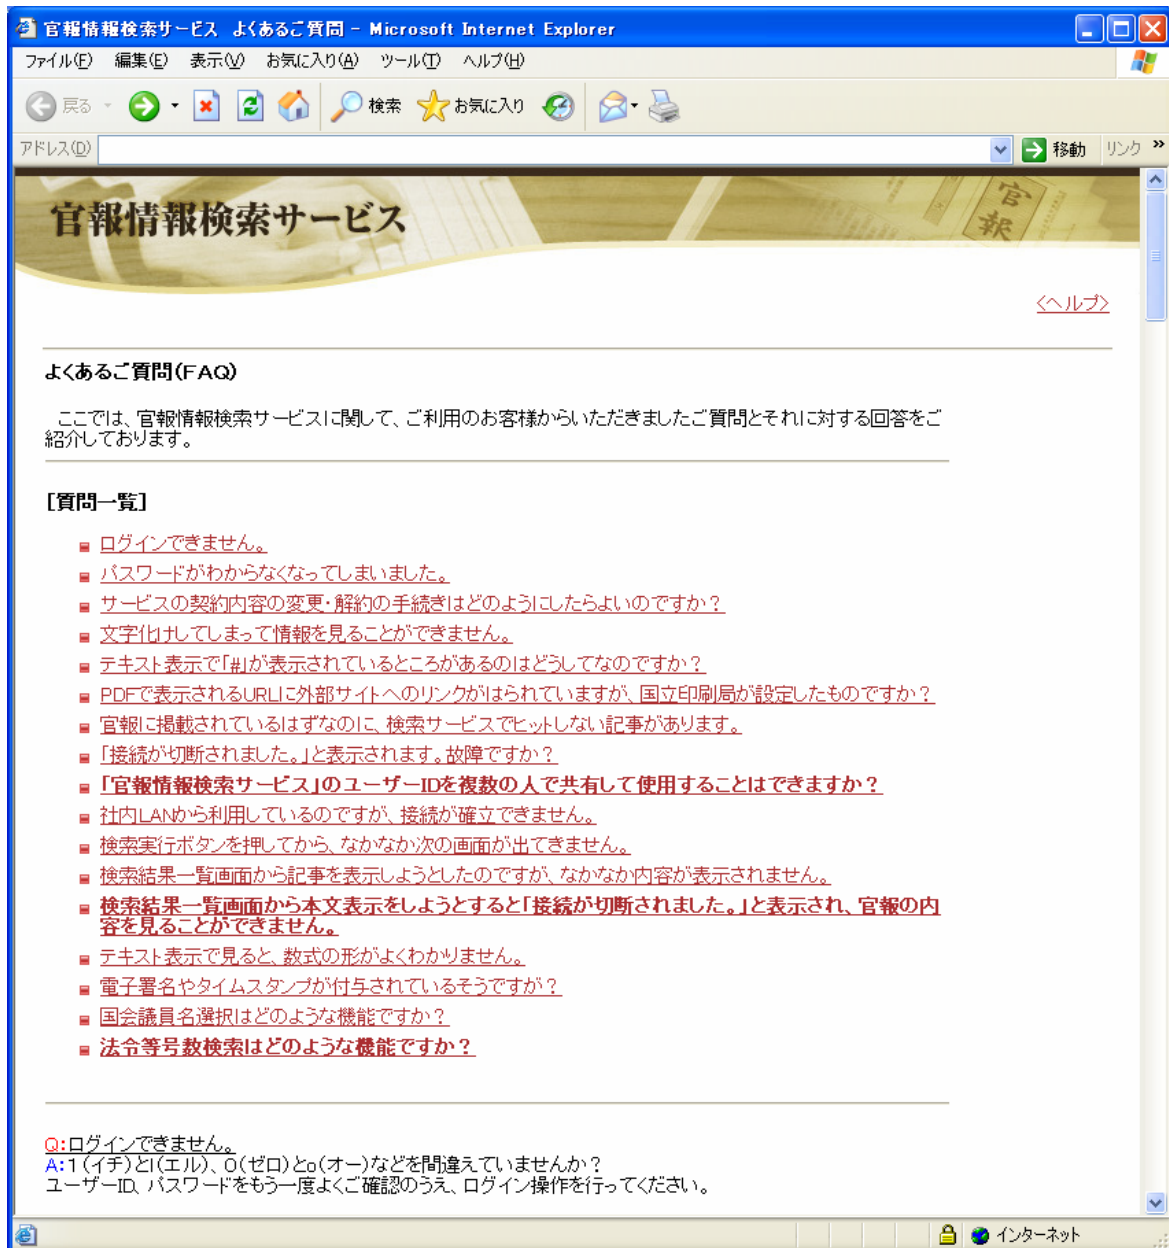 官報情報検索サービス よくあるご質問 - Microsoft Internet Explorer
ファイル(F) 編集(E) 表示(V) お気に入り(A) ツール(T) ヘルプ(H)
戻る 検索 お気に入り
アドレス(D) 移動 リンク »
官報情報検索サービス
官報
<ヘルプ>
よくあるご質問(FAQ)
ここでは、官報情報検索サービスに関して、ご利用のお客様からいただきましたご質問とそれに対する回答をご
紹介しております。
[質問一覧]
ログインできません。
パスワードがわからなくなってしまいました。
サービスの契約内容の変更・解約の手続きはどのようにしたらよいのですか?
文字化けしてしまって情報を見ることができません。
テキスト表示で「#」が表示されているところがあるのはどうしてなのですか?
PDFで表示されるURLに外部サイトへのリンクがはられていますが、国立印刷局が設定したものですか?
官報に掲載されているはずなのに、検索サービスでヒットしない記事があります。
「接続が切断されました。」と表示されます。故障ですか?
「官報情報検索サービス」のユーザーIDを複数の人で共有して使用することはできますか?
社内LANから利用しているのですが、接続が確立できません。
検索実行ボタンを押してから、なかなか次の画面が出てきません。
検索結果一覧画面から記事を表示しようとしたのですが、なかなか内容が表示されません。
検索結果一覧画面から本文表示をしようとすると「接続が切断されました。」と表示され、官報の内
容を見ることができません。
テキスト表示で見ると、数式の形がよくわかりません。
電子署名やタイムスタンプが付与されているそうですが?
国会議員名選択はどのような機能ですか?
法令等号数検索はどのような機能ですか?
Q:ログインできません。
A:1(イチ)とl(エル)、0(ゼロ)とo(オー)などを間違えていませんか?
ユーザーID、パスワードをもう一度よくご確認のうえ、ログイン操作を行ってください。
インターネット